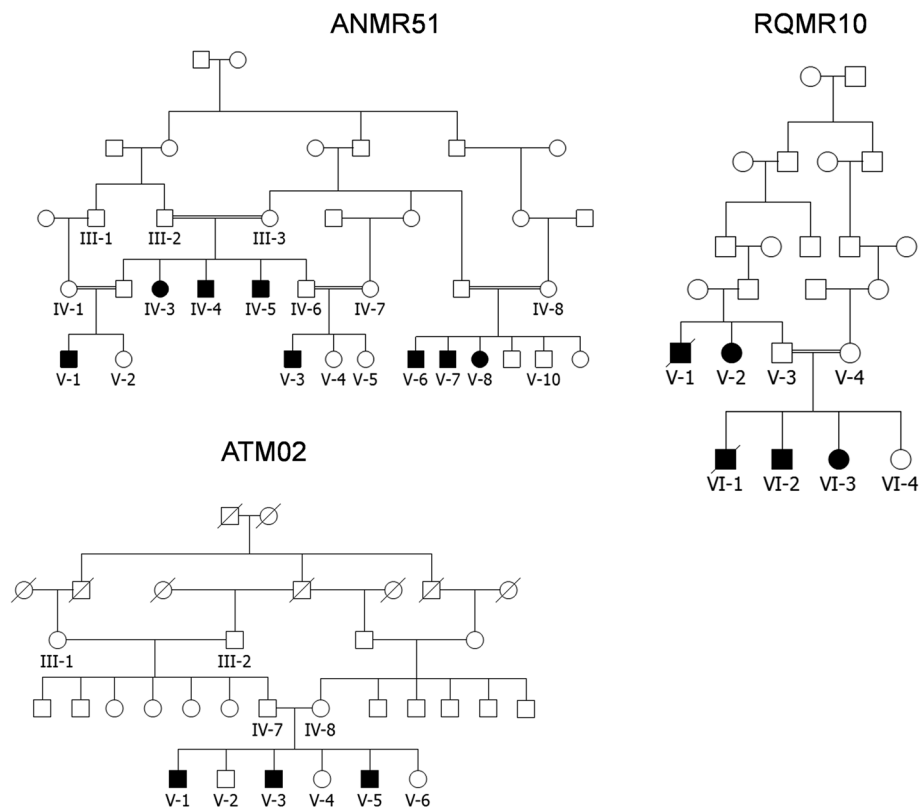 ANMR51
III-1 III-2 III-3
IV-1 IV-3 IV-4 IV-5 IV-6 IV-7 IV-8
V-1 V-2 V-3 V-4 V-5 V-6 V-7 V-8 V-10
RQMR10
V-1 V-2 V-3 V-4
VI-1 VI-2 VI-3 VI-4
ATM02
III-1 III-2
IV-7 IV-8
V-1 V-2 V-3 V-4 V-5 V-6